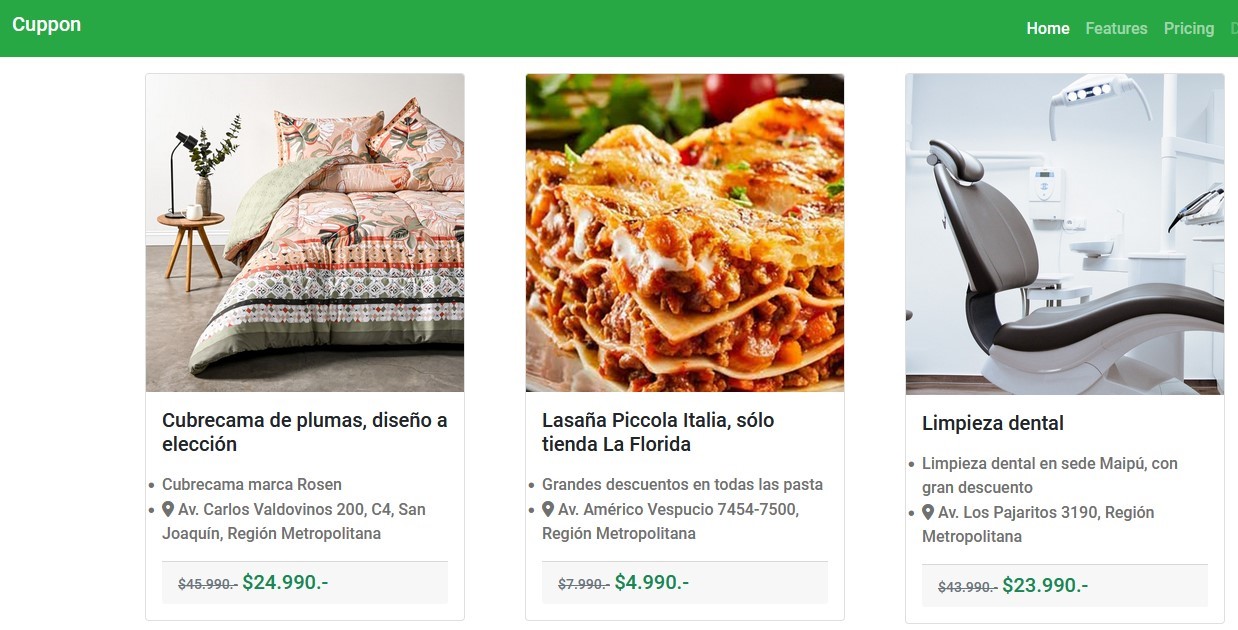 Cuppon
Home Features Pricing
Cubrecama de plumas, diseño a
elección
• Cubrecama marca Rosen
• Av. Carlos Valdovinos 200, C4, San
Joaquín, Región Metropolitana
$45.990.- $24.990.-
Lasaña Piccola Italia, sólo
tienda La Florida
• Grandes descuentos en todas las pasta
• Av. Américo Vespucio 7454-7500,
Región Metropolitana
$7.990.- $4.990.-
Limpieza dental
• Limpieza dental en sede Maipú, con
gran descuento
• Av. Los Pajaritos 3190, Región
Metropolitana
$43.990.- $23.990.-